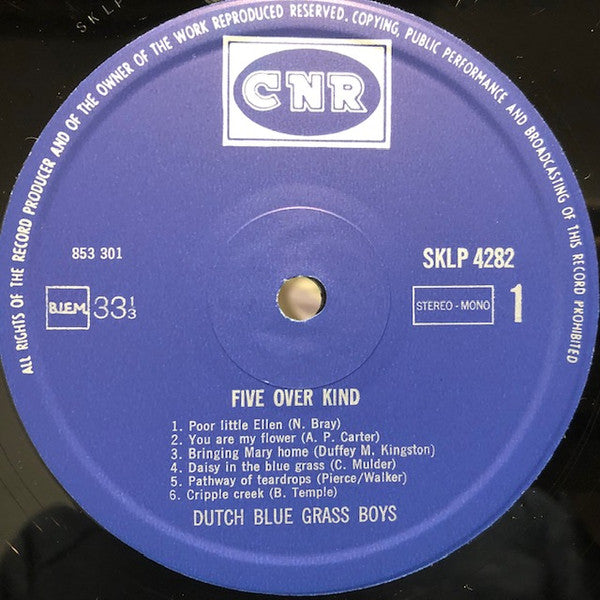 SKLP
ALL RIGHTS OF THE RECORD PRODUCER AND OF THE OWNER OF THE WORK REPRODUCED RESERVED. COPYING, PUBLIC PERFORMANCE AND BROADCASTING OF THIS RECORD PROHIBITED
CNR
853 301
SKLP 4282
B.I.E.M. 33 1/3
STEREO - MONO 1
FIVE OVER KIND
1. Poor little Ellen (N. Bray)
2. You are my flower (A. P. Carter)
3. Bringing Mary home (Duffey M. Kingston)
4. Daisy in the blue grass (C. Mulder)
5. Pathway of teardrops (Pierce/Walker)
6. Cripple creek (B. Temple)
DUTCH BLUE GRASS BOYS